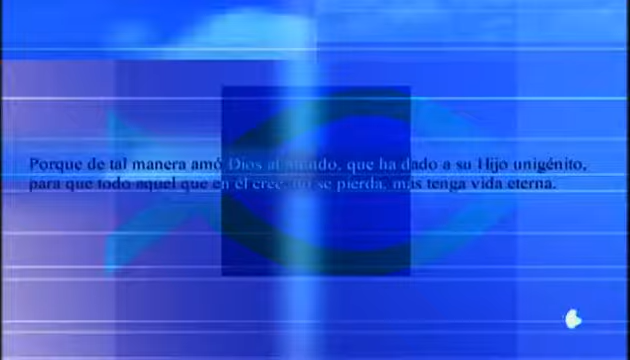 Porque de tal manera amó Dios al mundo, que ha dado a su Hijo unigénito,
para que todo aquel que en él cree no se pierda, mas tenga vida eterna.